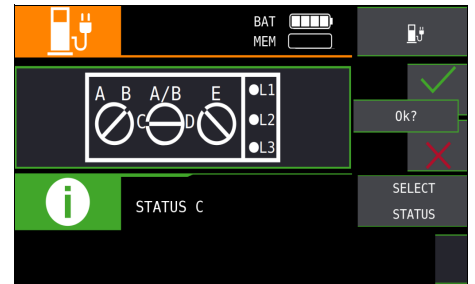 BAT
MEM
A B A/B E
C D
L1
L2
L3
Ok?
i
STATUS C
SELECT
STATUS